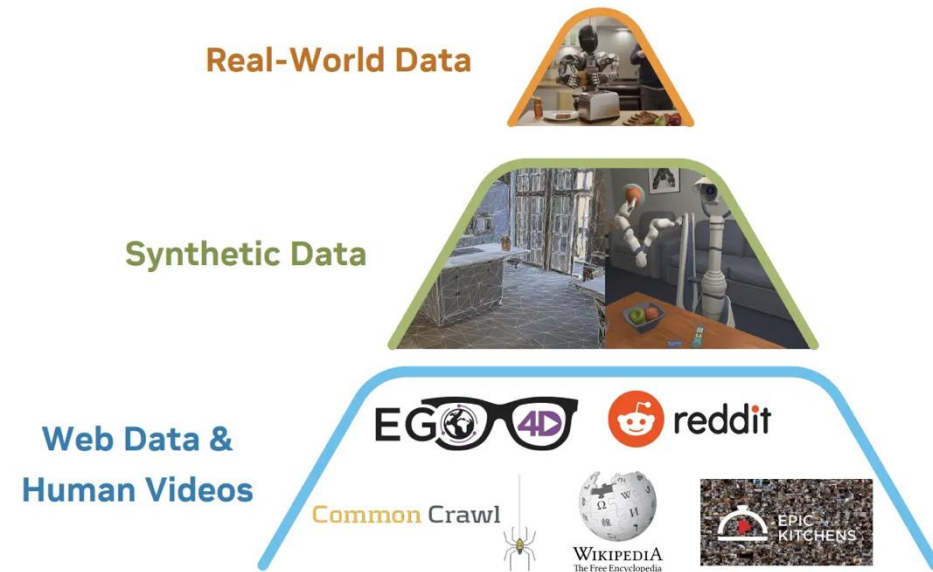 Real-World Data
Synthetic Data
Web Data &
Human Videos
EGO 4D
reddit
Common Crawl
WIKIPEDIA
The Free Encyclopedia
EPIC
KITCHENS